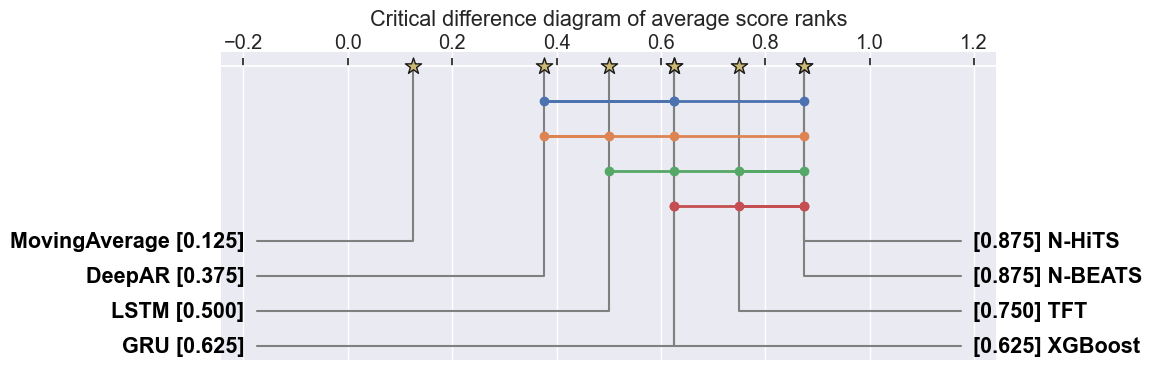 Critical difference diagram of average score ranks
−0.2 0.0 0.2 0.4 0.6 0.8 1.0 1.2
MovingAverage [0.125] [0.875] N-HiTS
DeepAR [0.375] [0.875] N-BEATS
LSTM [0.500] [0.750] TFT
GRU [0.625] [0.625] XGBoost